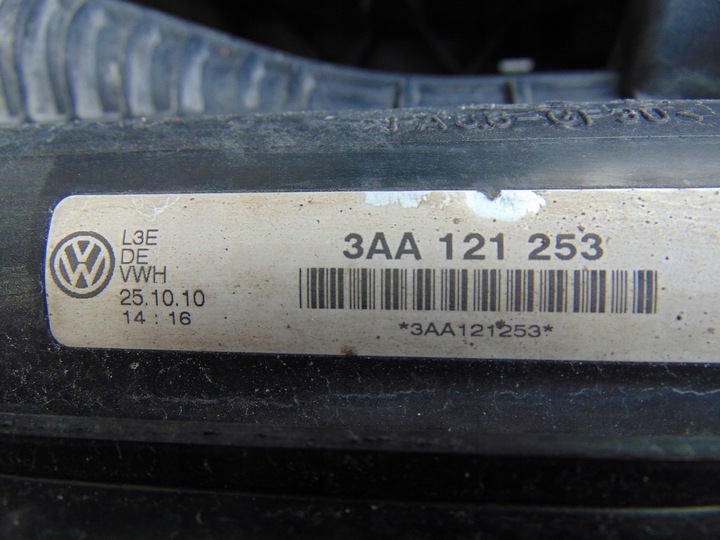 L3E
DE
VWH
25.10.10
14 : 16
3AA 121 253
*3AA121253*